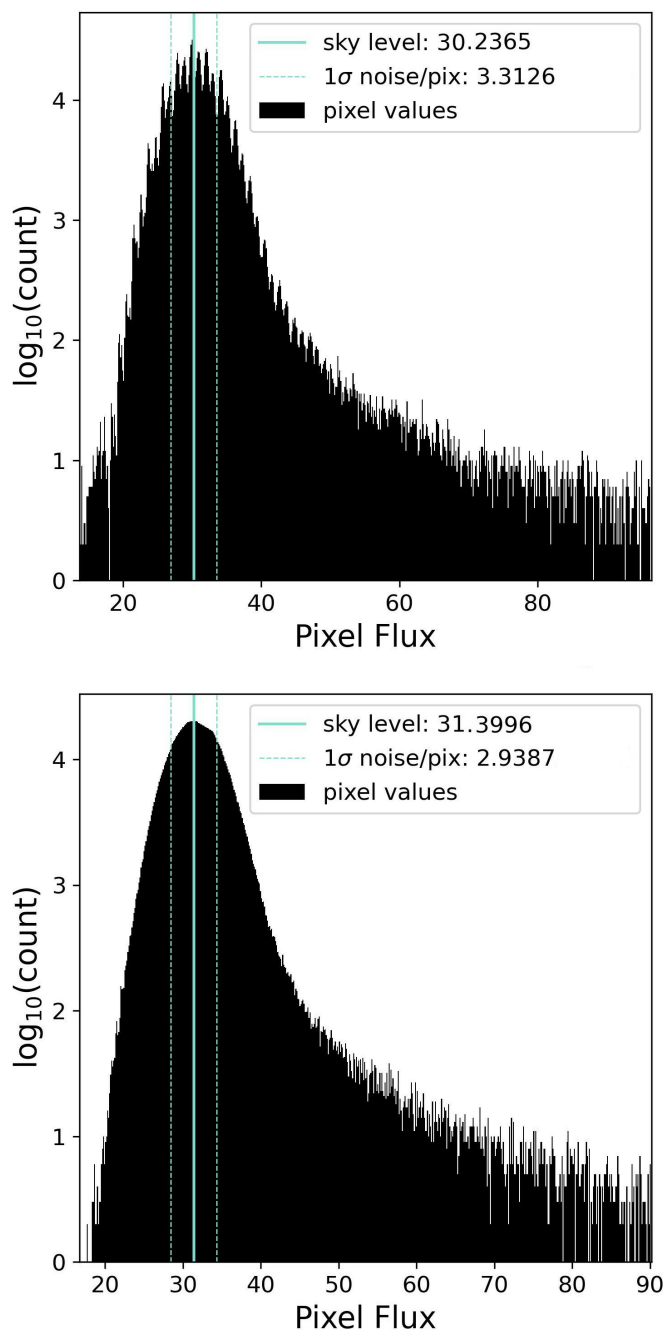 sky level: 30.2365
1σ noise/pix: 3.3126
pixel values
4
3
2
1
0
log₁₀(count)
20 40 60 80
Pixel Flux
sky level: 31.3996
1σ noise/pix: 2.9387
pixel values
4
3
2
1
0
log₁₀(count)
20 30 40 50 60 70 80 90
Pixel Flux